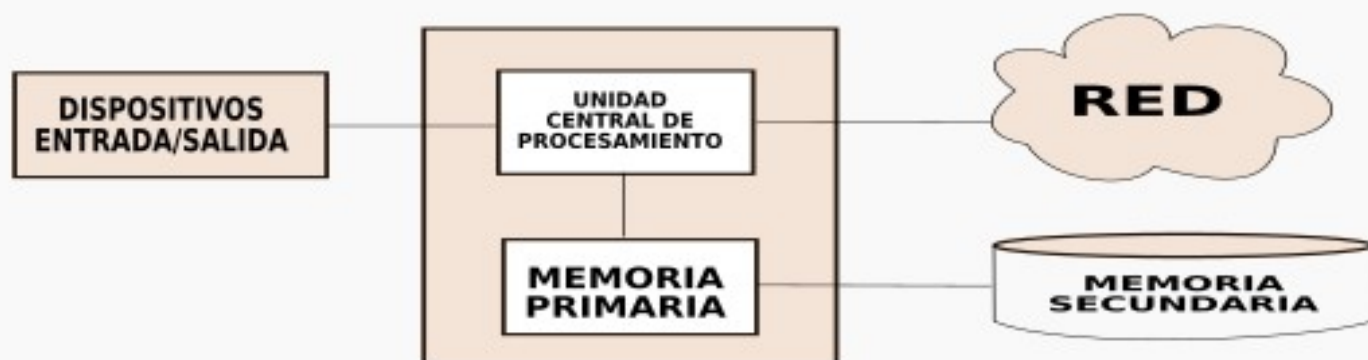 DISPOSITIVOS
ENTRADA/SALIDA
UNIDAD
CENTRAL DE
PROCESAMIENTO
RED
MEMORIA
PRIMARIA
MEMORIA
SECUNDARIA